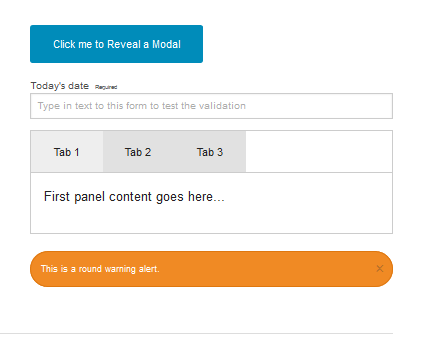 Click me to Reveal a Modal
Today's date Required
Type in text to this form to test the validation
Tab 1 Tab 2 Tab 3
First panel content goes here...
This is a round warning alert. ×